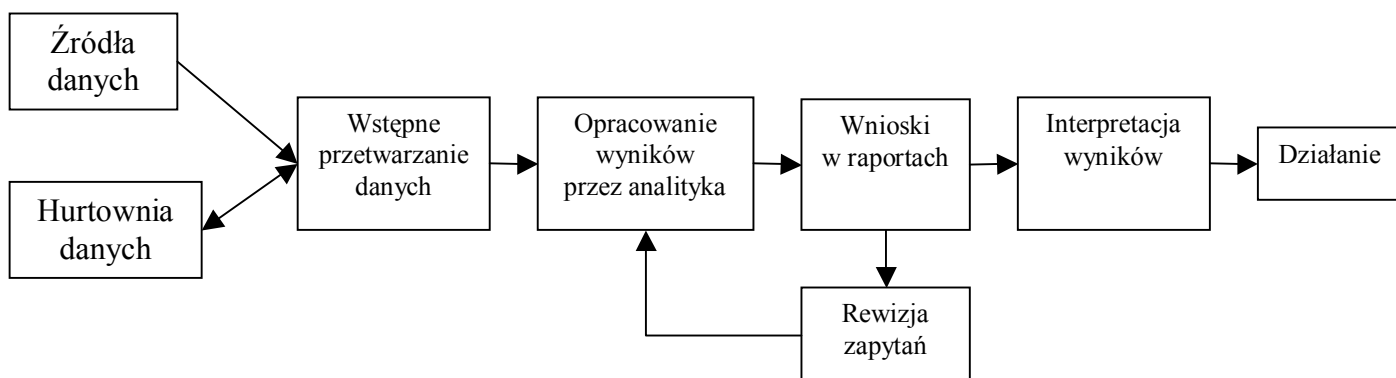 Źródła
danych
Hurtownia
danych
Wstępne
przetwarzanie
danych
Opracowanie
wyników
przez analityka
Wnioski
w raportach
Rewizja
zapytań
Interpretacja
wyników
Działanie